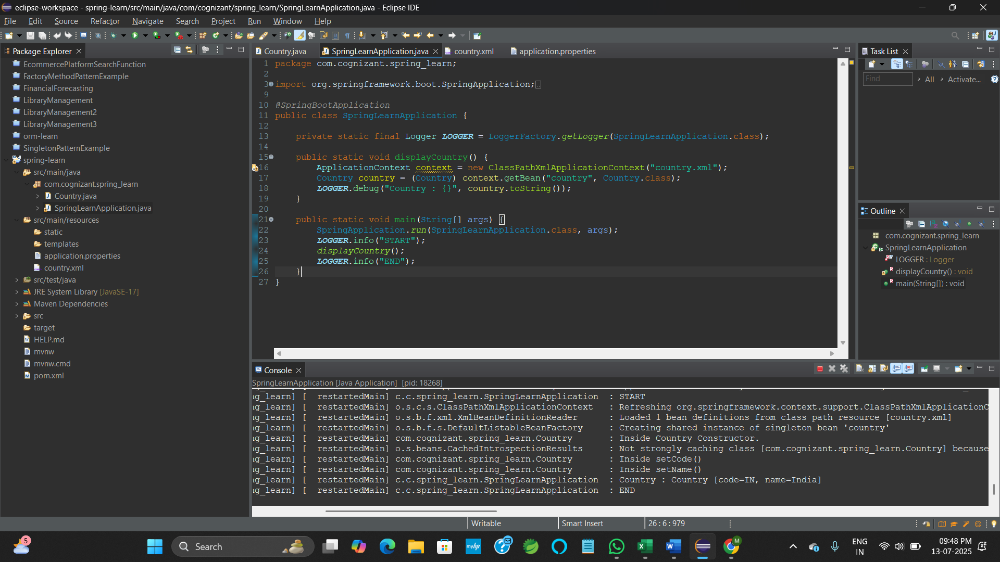 eclipse-workspace - spring-learn/src/main/java/com/cognizant/spring_learn/SpringLearnApplication.java - Eclipse IDE
File Edit Source Refactor Navigate Search Project Run Window Help
Package Explorer
EcommercePlatformSearchFunction
FactoryMethodPatternExample
FinancialForecasting
LibraryManagement
LibraryManagement2
LibraryManagement3
orm-learn
SingletonPatternExample
spring-learn
src/main/java
com.cognizant.spring_learn
Country.java
SpringLearnApplication.java
src/main/resources
static
templates
application.properties
country.xml
src/test/java
JRE System Library [JavaSE-17]
Maven Dependencies
src
target
HELP.md
mvnw
mvnw.cmd
pom.xml
Country.java SpringLearnApplication.java country.xml application.properties
1 package com.cognizant.spring_learn;
2
3 import org.springframework.boot.SpringApplication;
9
10 @SpringBootApplication
11 public class SpringLearnApplication {
12
13 private static final Logger LOGGER = LoggerFactory.getLogger(SpringLearnApplication.class);
14
15 public static void displayCountry() {
16 ApplicationContext context = new ClassPathXmlApplicationContext("country.xml");
17 Country country = (Country) context.getBean("country", Country.class);
18 LOGGER.debug("Country : {}", country.toString());
19 }
20
21 public static void main(String[] args) {
22 SpringApplication.run(SpringLearnApplication.class, args);
23 LOGGER.info("START");
24 displayCountry();
25 LOGGER.info("END");
26 }
27 }
Task List
Find All Activate...
Outline
com.cognizant.spring_learn
SpringLearnApplication
LOGGER : Logger
displayCountry() : void
main(String[]) : void
Console
SpringLearnApplication [Java Application] [pid: 18268]
ng_learn] [ restartedMain] c.c.spring_learn.SpringLearnApplication : START
ng_learn] [ restartedMain] o.s.c.s.ClassPathXmlApplicationContext : Refreshing org.springframework.context.support.ClassPathXmlApplicationC
ng_learn] [ restartedMain] o.s.b.f.xml.XmlBeanDefinitionReader : Loaded 1 bean definitions from class path resource [country.xml]
ng_learn] [ restartedMain] o.s.b.f.s.DefaultListableBeanFactory : Creating shared instance of singleton bean 'country'
ng_learn] [ restartedMain] com.cognizant.spring_learn.Country : Inside Country Constructor.
ng_learn] [ restartedMain] o.s.beans.CachedIntrospectionResults : Not strongly caching class [com.cognizant.spring_learn.Country] because
ng_learn] [ restartedMain] com.cognizant.spring_learn.Country : Inside setCode()
ng_learn] [ restartedMain] com.cognizant.spring_learn.Country : Inside setName()
ng_learn] [ restartedMain] c.c.spring_learn.SpringLearnApplication : Country : Country [code=IN, name=India]
ng_learn] [ restartedMain] c.c.spring_learn.SpringLearnApplication : END
Writable Smart Insert 26 : 6 : 979
5
Search
myhp
M
ENG
IN
09:48 PM
13-07-2025